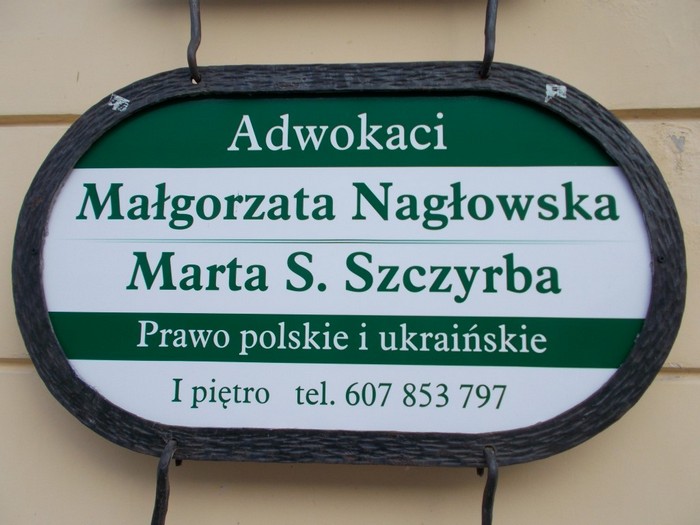 Adwokaci
Małgorzata Nagłowska
Marta S. Szczyrba
Prawo polskie i ukraińskie
I piętro tel. 607 853 797